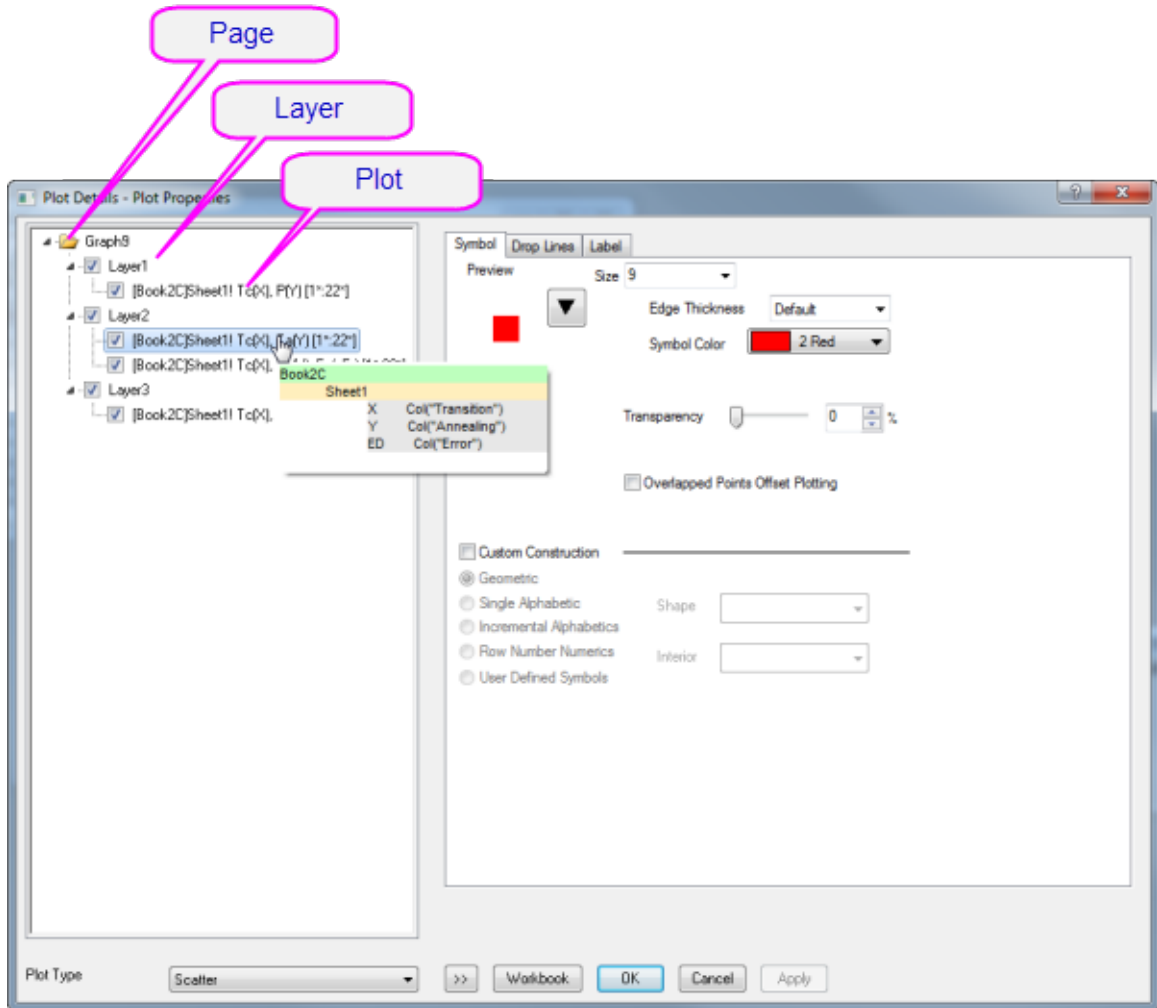 Page
Layer
Plot
Plot Details - Plot Properties
Graph9
Layer1
[Book2C]Sheet1! Tc(X), P(Y) [1*:22*]
Layer2
[Book2C]Sheet1! Tc(X), Ta(Y) [1*:22*]
[Book2C]Sheet1! Tc(X),
Layer3
[Book2C]Sheet1! Tc(X),
Book2C
Sheet1
X Col("Transition")
Y Col("Annealing")
ED Col("Error")
Symbol Drop Lines Label
Preview Size 9
Edge Thickness Default
Symbol Color 2 Red
Transparency 0 %
Overlapped Points Offset Plotting
Custom Construction
Geometric
Single Alphabetic Shape
Incremental Alphabetics
Row Number Numerics Interior
User Defined Symbols
Plot Type Scatter >> Workbook OK Cancel Apply